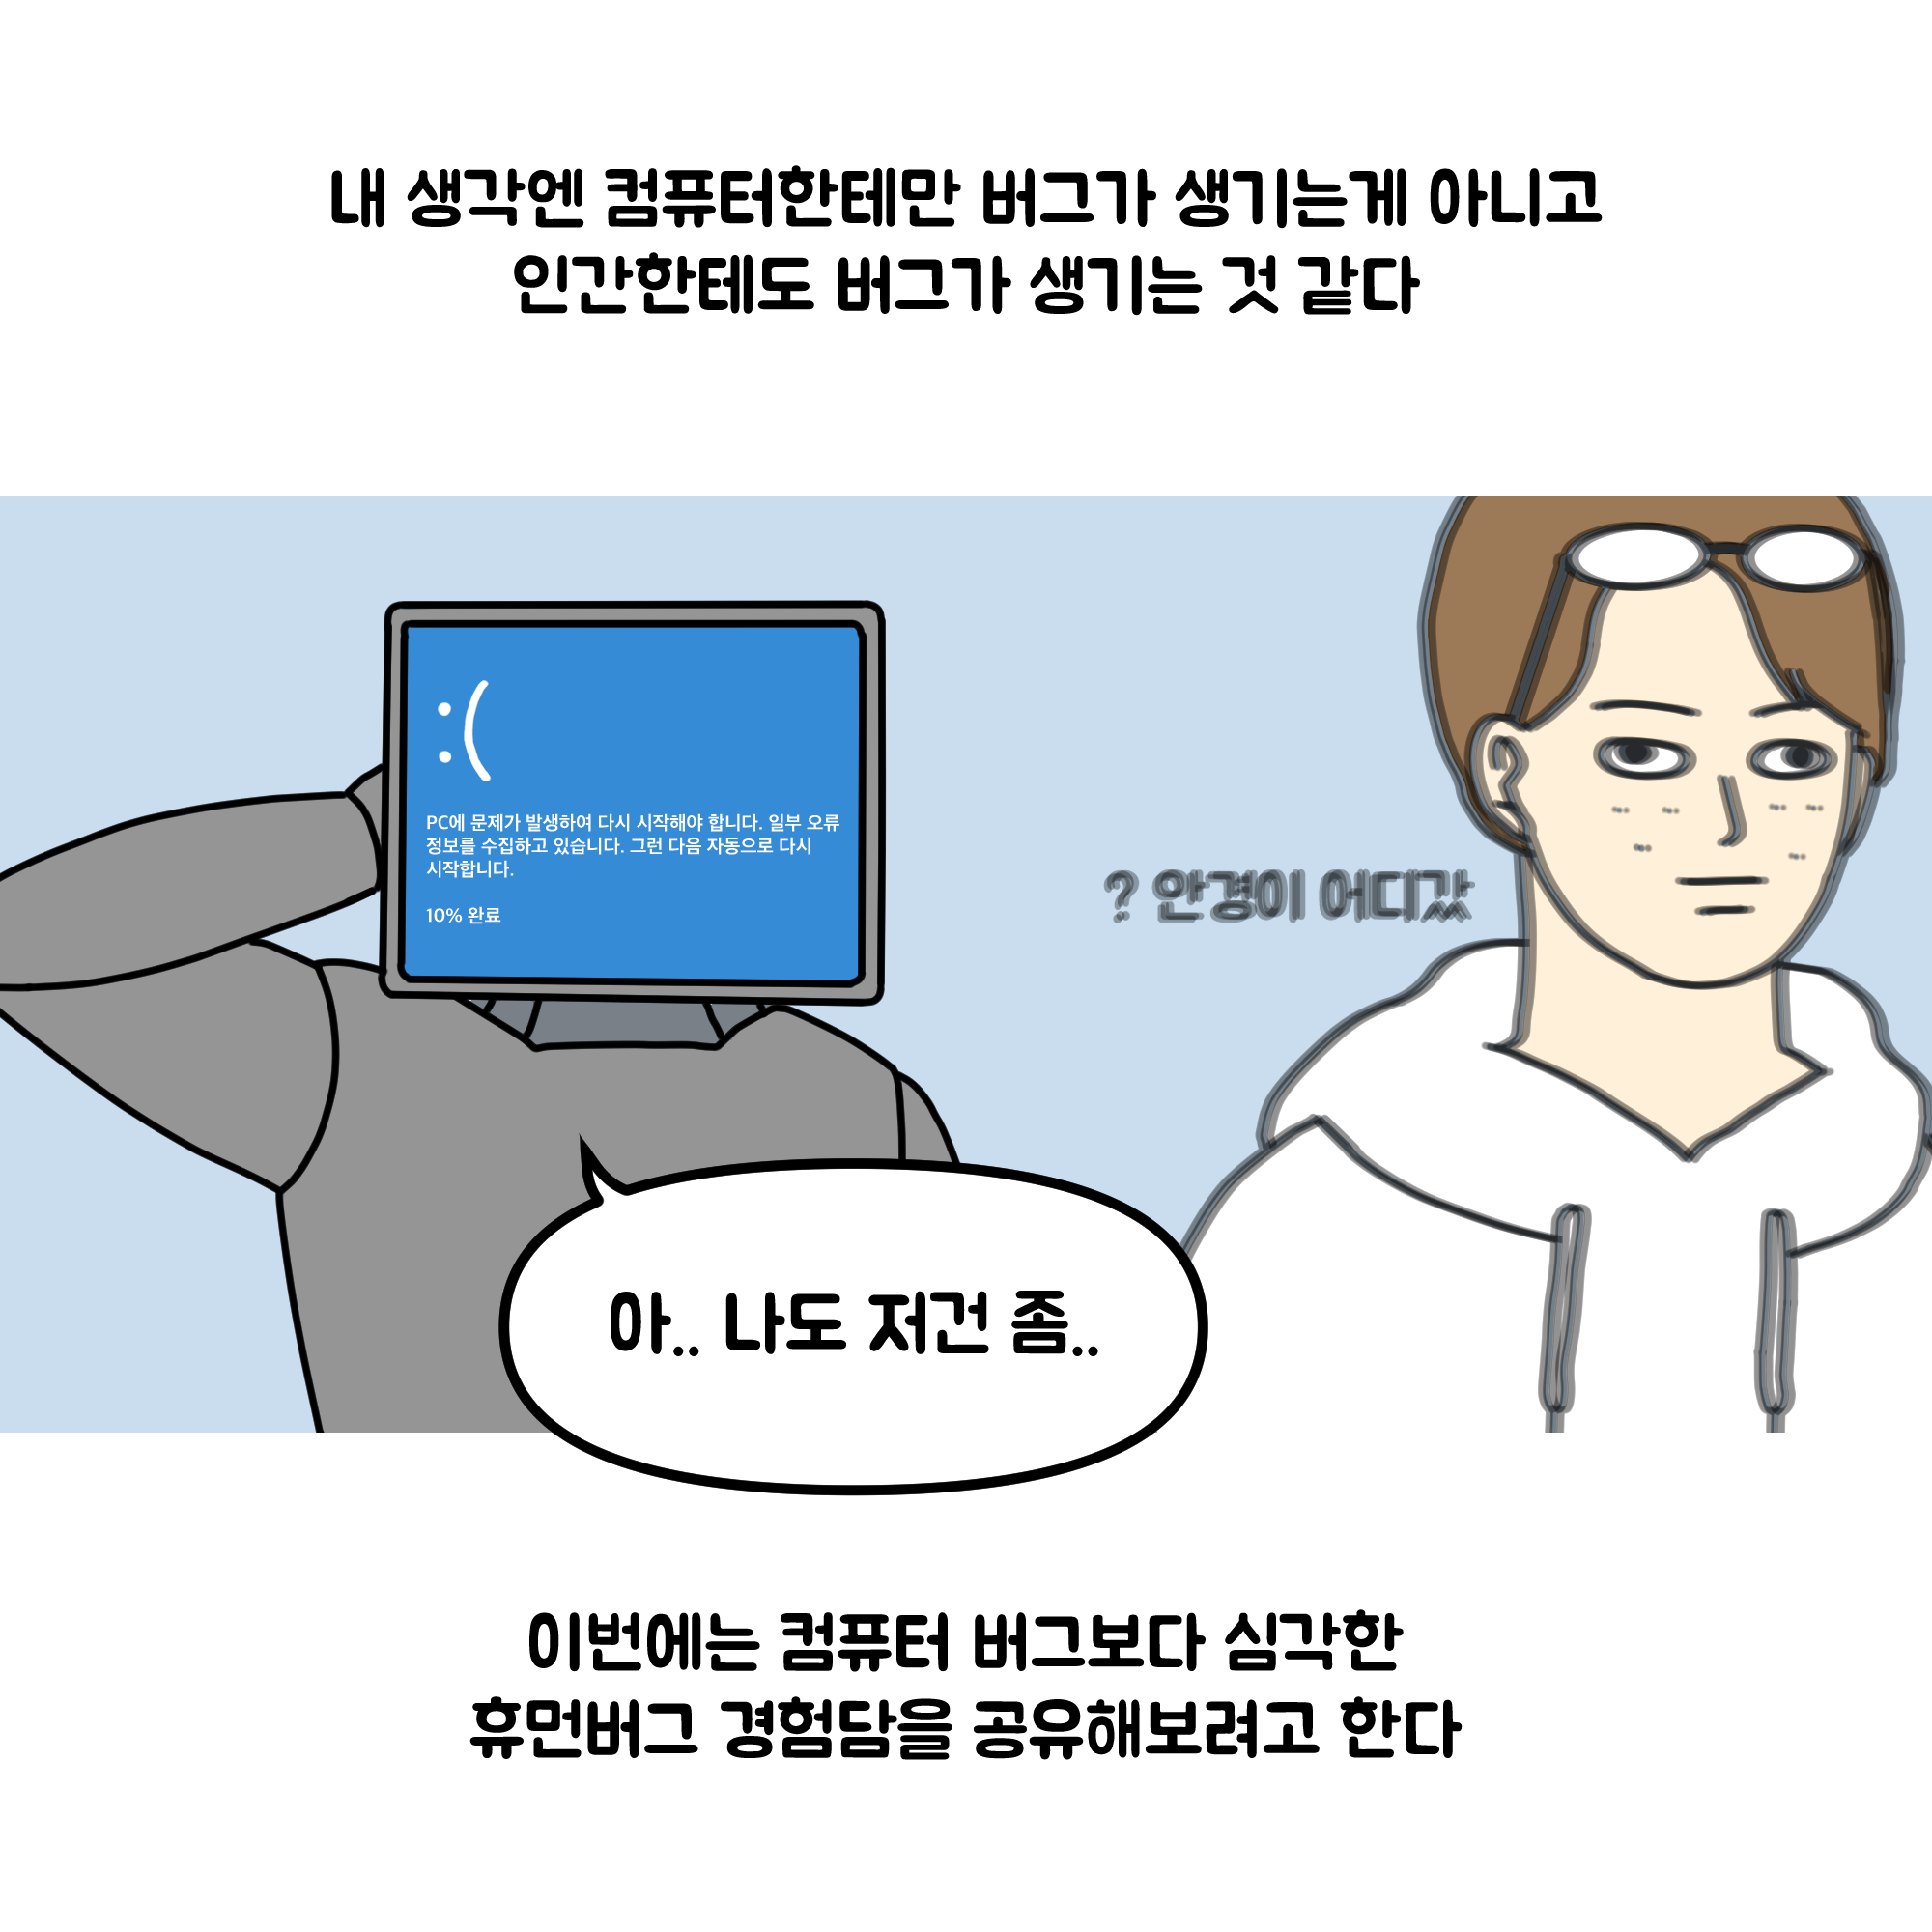 내 생각엔 컴퓨터한테만 버그가 생기는게 아니고
인간한테도 버그가 생기는 것 같다
:(
PC에 문제가 발생하여 다시 시작해야 합니다. 일부 오류
정보를 수집하고 있습니다. 그런 다음 자동으로 다시
시작합니다.
10% 완료
? 안경이 어디갔
아.. 나도 저건 좀..
이번에는 컴퓨터 버그보다 심각한
휴먼버그 경험담을 공유해보려고 한다